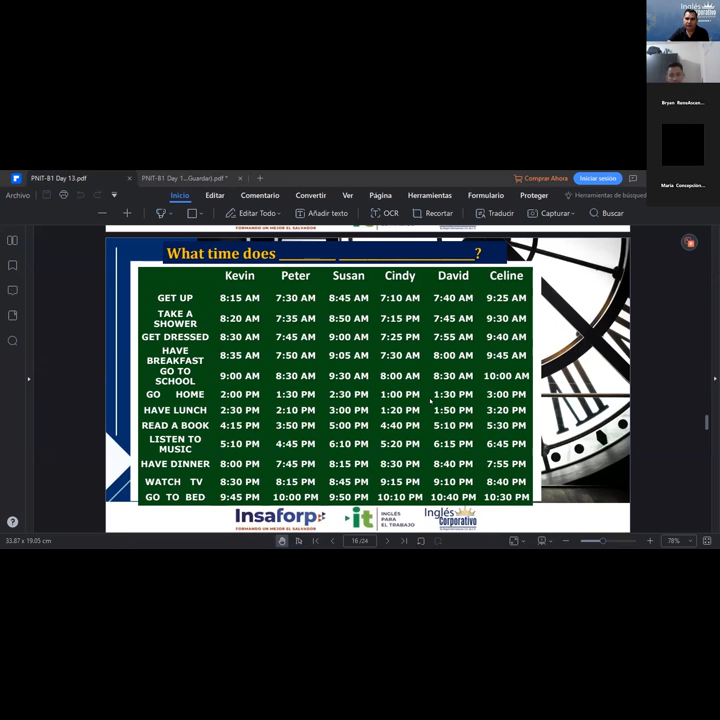 Inglés
Corporativo
Bryan ReneAscen...
Maria Concepción...
PNIT-B1 Day 13.pdf
PNIT-B1 Day 1...Guardar).pdf *
Comprar Ahora
Iniciar sesión
Archivo
Inicio
Editar
Comentario
Convertir
Ver
Página
Herramientas
Formulario
Proteger
Herramientas de búsqued
Editar Todo
Añadir texto
OCR
Recortar
Traducir
Capturar
Buscar
FORMANDO UN MEJOR EL SALVADOR
What time does _________ ______________________?
Kevin Peter Susan Cindy David Celine
GET UP 8:15 AM 7:30 AM 8:45 AM 7:10 AM 7:40 AM 9:25 AM
TAKE A SHOWER 8:20 AM 7:35 AM 8:50 AM 7:15 PM 7:45 AM 9:30 AM
GET DRESSED 8:30 AM 7:45 AM 9:00 AM 7:25 PM 7:55 AM 9:40 AM
HAVE BREAKFAST 8:35 AM 7:50 AM 9:05 AM 7:30 AM 8:00 AM 9:45 AM
GO TO SCHOOL 9:00 AM 8:30 AM 9:30 AM 8:00 AM 8:30 AM 10:00 AM
GO HOME 2:00 PM 1:30 PM 2:30 PM 1:00 PM 1:30 PM 3:00 PM
HAVE LUNCH 2:30 PM 2:10 PM 3:00 PM 1:20 PM 1:50 PM 3:20 PM
READ A BOOK 4:15 PM 3:50 PM 5:00 PM 4:40 PM 5:10 PM 5:30 PM
LISTEN TO MUSIC 5:10 PM 4:45 PM 6:10 PM 5:20 PM 6:15 PM 6:45 PM
HAVE DINNER 8:00 PM 7:45 PM 8:15 PM 8:30 PM 8:40 PM 7:55 PM
WATCH TV 8:30 PM 8:15 PM 8:45 PM 9:15 PM 9:10 PM 8:40 PM
GO TO BED 9:45 PM 10:00 PM 9:50 PM 10:10 PM 10:40 PM 10:30 PM
Insaforp
FORMANDO UN MEJOR EL SALVADOR
it
INGLÉS
PARA
EL TRABAJO
Inglés
Corporativo
33.87 x 19.05 cm
16 /24
78%